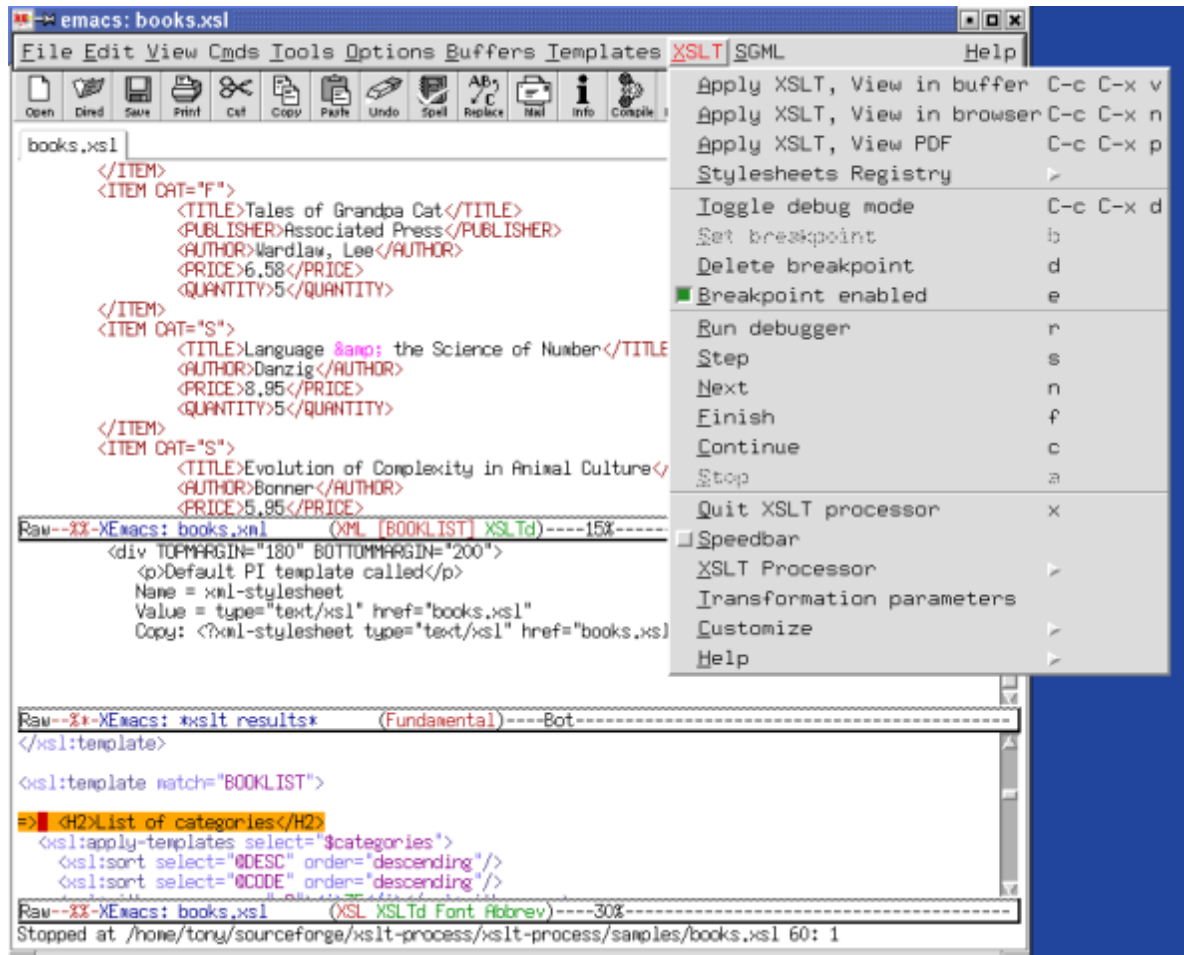 emacs: books.xsl
File Edit View Cmds Tools Options Buffers Templates XSLT SGML Help
Open Dired Save Print Cut Copy Paste Undo Spell Replace Mail Info Compile
books.xsl
</ITEM>
<ITEM CAT="F">
<TITLE>Tales of Grandpa Cat</TITLE>
<PUBLISHER>Associated Press</PUBLISHER>
<AUTHOR>Wardlaw, Lee</AUTHOR>
<PRICE>6.58</PRICE>
<QUANTITY>5</QUANTITY>
</ITEM>
<ITEM CAT="S">
<TITLE>Language &amp; the Science of Number</TITLE
<AUTHOR>Danzig</AUTHOR>
<PRICE>8.95</PRICE>
<QUANTITY>5</QUANTITY>
</ITEM>
<ITEM CAT="S">
<TITLE>Evolution of Complexity in Animal Culture</
<AUTHOR>Bonner</AUTHOR>
<PRICE>5.95</PRICE>
Raw--%%-XEmacs: books.xml (XML [BOOKLIST] XSLTd)----15%------
<div TOPMARGIN="180" BOTTOMMARGIN="200">
<p>Default PI template called</p>
Name = xml-stylesheet
Value = type="text/xsl" href="books.xsl"
Copy: <?xml-stylesheet type="text/xsl" href="books.xsl
Apply XSLT, View in buffer C-c C-x v
Apply XSLT, View in browser C-c C-x n
Apply XSLT, View PDF C-c C-x p
Stylesheets Registry
Toggle debug mode C-c C-x d
Set breakpoint b
Delete breakpoint d
Breakpoint enabled e
Run debugger r
Step s
Next n
Finish f
Continue c
Stop a
Quit XSLT processor x
Speedbar
XSLT Processor
Transformation parameters
Customize
Help
Raw--%*-XEmacs: *xslt results* (Fundamental)----Bot------------------------------------------
</xsl:template>
<xsl:template match="BOOKLIST">
=> <H2>List of categories</H2>
<xsl:apply-templates select="$categories">
<xsl:sort select="@DESC" order="descending"/>
<xsl:sort select="@CODE" order="descending"/>
Raw--%%-XEmacs: books.xsl (XSL XSLTd Font Abbrev)----30%--------------------------------------
Stopped at /home/tony/sourceforge/xslt-process/xslt-process/samples/books.xsl 60: 1